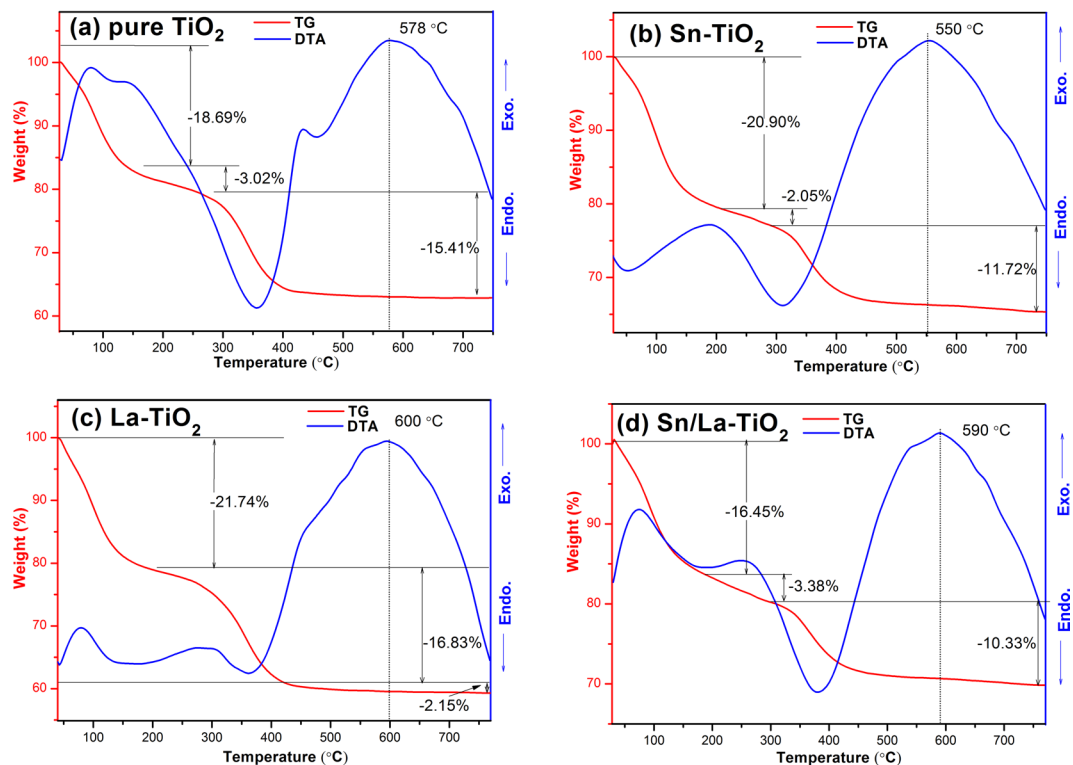 (a) pure TiO₂
TG
DTA
578 °C
-18.69%
-3.02%
-15.41%
Weight (%)
100
90
80
70
60
100 200 300 400 500 600 700
Temperature (°C)
Exo.
Endo.
(b) Sn-TiO₂
TG
DTA
550 °C
-20.90%
-2.05%
-11.72%
Weight (%)
100
90
80
70
100 200 300 400 500 600 700
Temperature (°C)
Exo.
Endo.
(c) La-TiO₂
TG
DTA
600 °C
-21.74%
-16.83%
-2.15%
Weight (%)
100
90
80
70
60
100 200 300 400 500 600 700
Temperature (°C)
Exo.
Endo.
(d) Sn/La-TiO₂
TG
DTA
590 °C
-16.45%
-3.38%
-10.33%
Weight (%)
100
90
80
70
100 200 300 400 500 600 700
Temperature (°C)
Exo.
Endo.